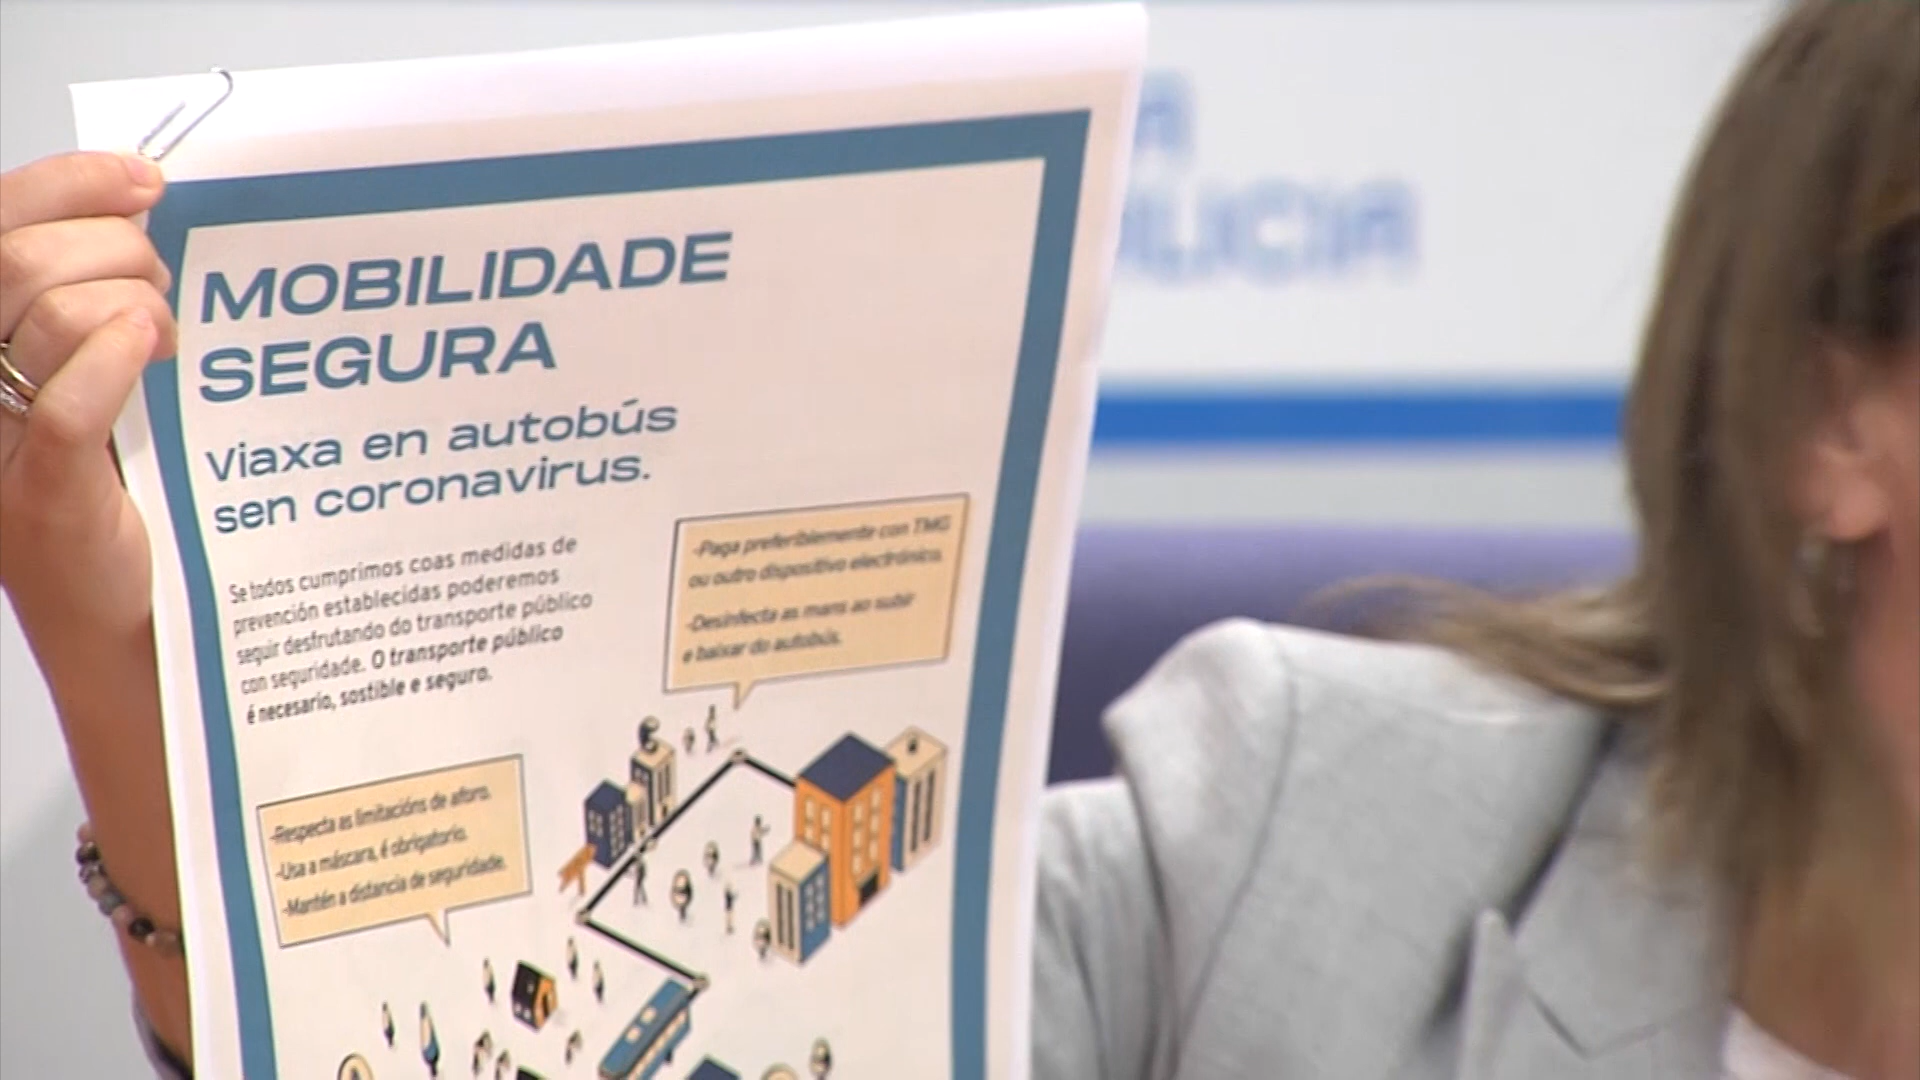 MOBILIDADE
SEGURA
Viaxa en autobús
sen coronavirus.
Se todos cumprimos coas medidas de
prevención establecidas poderemos
seguir desfrutando do transporte público
con seguridade. O transporte público
é necesario, sostible e seguro.
-Paga preferiblemente con TMG
ou outro dispositivo electrónico.
-Desinfecta as mans ao subir
e baixar do autobús.
-Respecta as limitacións de aforo.
-Usa a máscara, é obrigatorio.
-Mantén a distancia de seguridade.